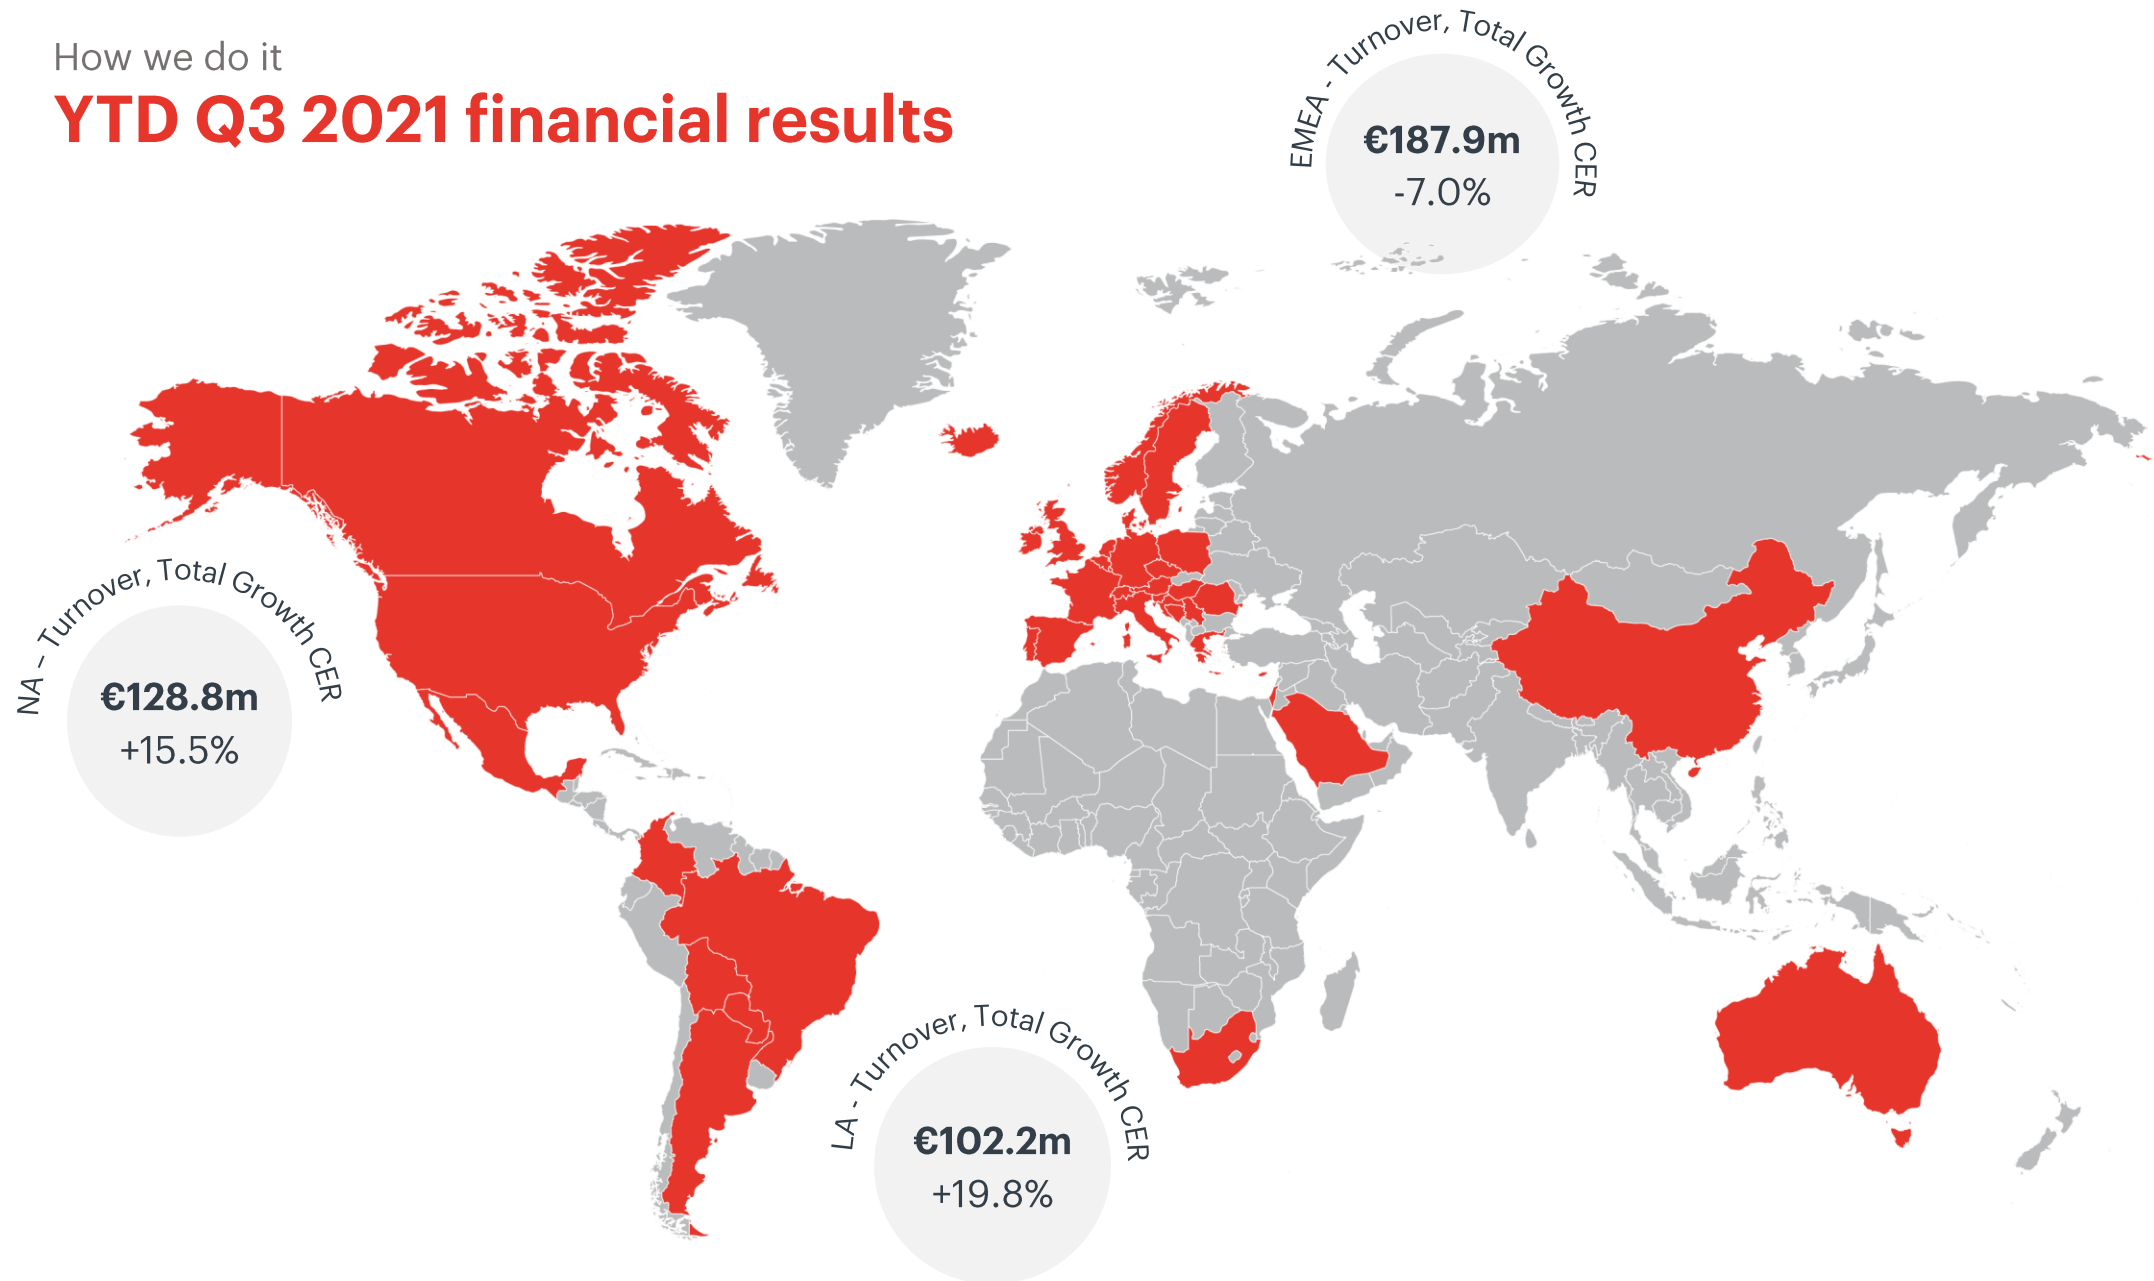 How we do it
YTD Q3 2021 financial results
EMEA - Turnover, Total Growth CER
€187.9m
-7.0%
NA – Turnover, Total Growth CER
€128.8m
+15.5%
LA - Turnover, Total Growth CER
€102.2m
+19.8%